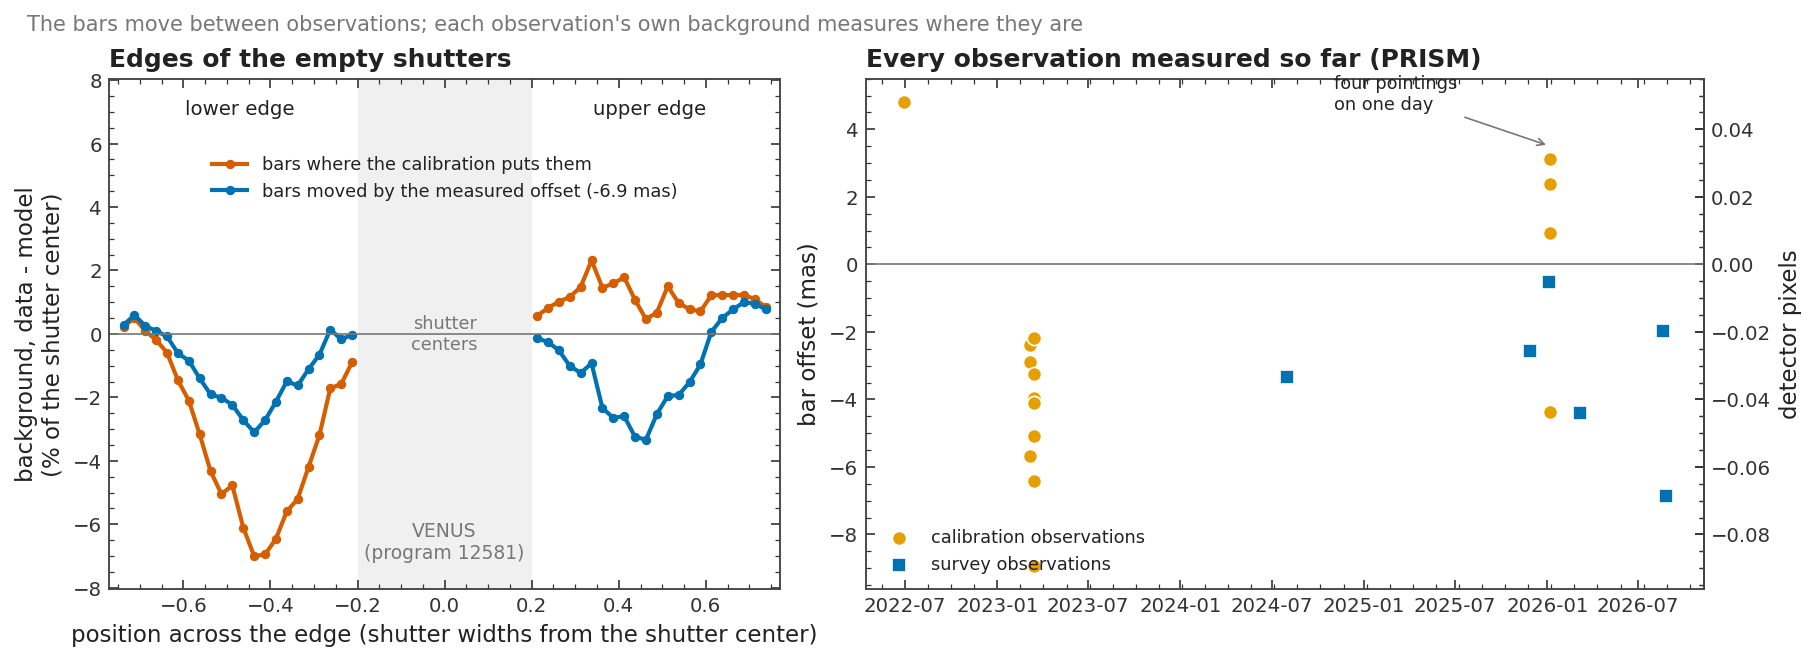 The bars move between observations; each observation's own background measures where they are
Edges of the empty shutters
lower edge
upper edge
bars where the calibration puts them
bars moved by the measured offset (-6.9 mas)
shutter
centers
VENUS
(program 12581)
background, data - model
(% of the shutter center)
8
6
4
2
0
−2
−4
−6
−8
−0.6
−0.4
−0.2
0.0
0.2
0.4
0.6
position across the edge (shutter widths from the shutter center)
Every observation measured so far (PRISM)
four pointings
on one day
bar offset (mas)
4
2
0
−2
−4
−6
−8
calibration observations
survey observations
2022-07
2023-01
2023-07
2024-01
2024-07
2025-01
2025-07
2026-01
2026-07
0.04
0.02
0.00
−0.02
−0.04
−0.06
−0.08
detector pixels